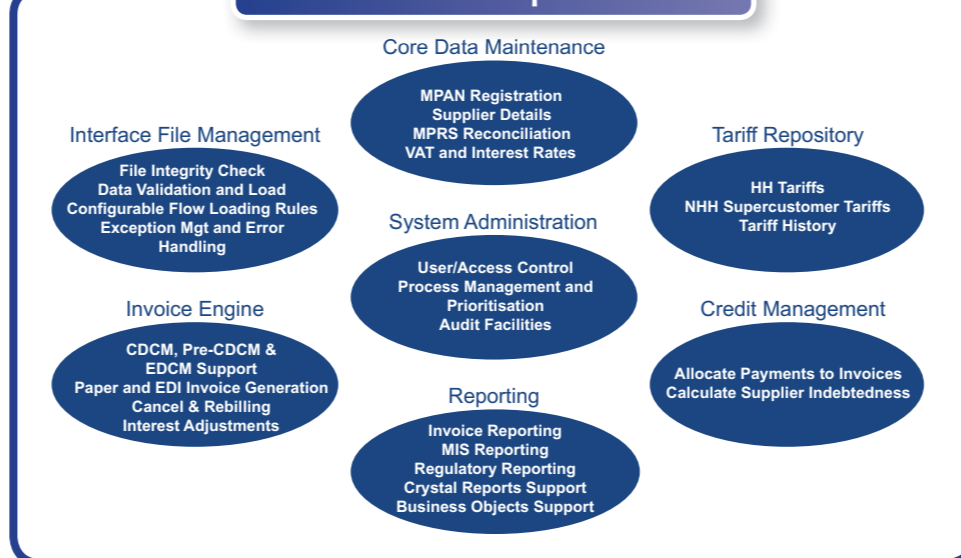 Core Data Maintenance
MPAN Registration
Supplier Details
MPRS Reconciliation
VAT and Interest Rates
Interface File Management
File Integrity Check
Data Validation and Load
Configurable Flow Loading Rules
Exception Mgt and Error
Handling
Tariff Repository
HH Tariffs
NHH Supercustomer Tariffs
Tariff History
System Administration
User/Access Control
Process Management and
Prioritisation
Audit Facilities
Invoice Engine
CDCM, Pre-CDCM &
EDCM Support
Paper and EDI Invoice Generation
Cancel & Rebilling
Interest Adjustments
Credit Management
Allocate Payments to Invoices
Calculate Supplier Indebtedness
Reporting
Invoice Reporting
MIS Reporting
Regulatory Reporting
Crystal Reports Support
Business Objects Support